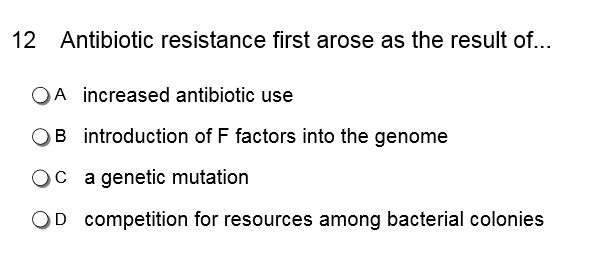 12 Antibiotic resistance first arose as the result of...
A increased antibiotic use
B introduction of F factors into the genome
C a genetic mutation
D competition for resources among bacterial colonies